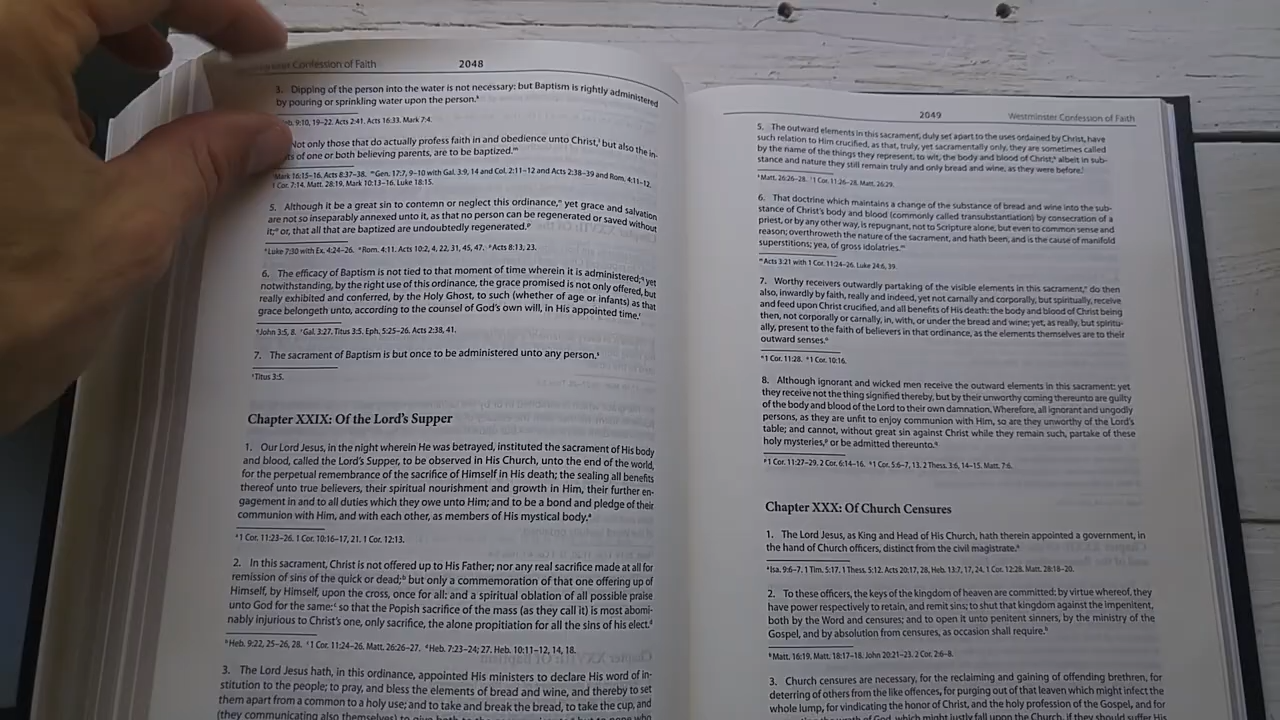 Confession of Faith 2048
3. Dipping of the person into the water is not necessary: but Baptism is rightly administered
by pouring or sprinkling water upon the person.k
9:10, 19–22. Acts 2:41. Acts 16:33. Mark 7:4.
Not only those that do actually profess faith in and obedience unto Christ,l but also the in-
of one or both believing parents, are to be baptized.m
Mark 16:15–16. Acts 8:37–38. mGen. 17:7, 9–10 with Gal. 3:9, 14 and Col. 2:11–12 and Acts 2:38–39 and Rom. 4:11–12.
1 Cor. 7:14. Matt. 28:19. Mark 10:13–16. Luke 18:15.
5. Although it be a great sin to contemn or neglect this ordinance,n yet grace and salvation
are not so inseparably annexed unto it, as that no person can be regenerated or saved without
it;o or, that all that are baptized are undoubtedly regenerated.p
nLuke 7:30 with Ex. 4:24–26. oRom. 4:11. Acts 10:2, 4, 22, 31, 45, 47. pActs 8:13, 23.
6. The efficacy of Baptism is not tied to that moment of time wherein it is administered;q yet
notwithstanding, by the right use of this ordinance, the grace promised is not only offered, but
really exhibited and conferred, by the Holy Ghost, to such (whether of age or infants) as that
grace belongeth unto, according to the counsel of God's own will, in His appointed time.r
qJohn 3:5, 8. rGal. 3:27. Titus 3:5. Eph. 5:25–26. Acts 2:38, 41.
7. The sacrament of Baptism is but once to be administered unto any person.s
sTitus 3:5.
Chapter XXIX: Of the Lord's Supper
1. Our Lord Jesus, in the night wherein He was betrayed, instituted the sacrament of His body
and blood, called the Lord's Supper, to be observed in His Church, unto the end of the world,
for the perpetual remembrance of the sacrifice of Himself in His death; the sealing all benefits
thereof unto true believers, their spiritual nourishment and growth in Him, their further en-
gagement in and to all duties which they owe unto Him; and to be a bond and pledge of their
communion with Him, and with each other, as members of His mystical body.a
a1 Cor. 11:23–26. 1 Cor. 10:16–17, 21. 1 Cor. 12:13.
2. In this sacrament, Christ is not offered up to His Father; nor any real sacrifice made at all for
remission of sins of the quick or dead;b but only a commemoration of that one offering up of
Himself, by Himself, upon the cross, once for all: and a spiritual oblation of all possible praise
unto God for the same:c so that the Popish sacrifice of the mass (as they call it) is most abomi-
nably injurious to Christ's one, only sacrifice, the alone propitiation for all the sins of his elect.d
bHeb. 9:22, 25–26, 28. c1 Cor. 11:24–26. Matt. 26:26–27. dHeb. 7:23–24; 27. Heb. 10:11–12, 14, 18.
3. The Lord Jesus hath, in this ordinance, appointed His ministers to declare His word of in-
stitution to the people; to pray, and bless the elements of bread and wine, and thereby to set
them apart from a common to a holy use; and to take and break the bread, to take the cup, and
(they communicating also themselves) to give both to the
2049 Westminster Confession of Faith
5. The outward elements in this sacrament, duly set apart to the uses ordained by Christ, have
such relation to Him crucified, as that, truly, yet sacramentally only, they are sometimes called
by the name of the things they represent, to wit, the body and blood of Christ;h albeit in sub-
stance and nature they still remain truly and only bread and wine, as they were before.i
hMatt. 26:26–28. i1 Cor. 11:26–28. Matt. 26:29.
6. That doctrine which maintains a change of the substance of bread and wine into the sub-
stance of Christ's body and blood (commonly called transubstantiation) by consecration of a
priest, or by any other way, is repugnant, not to Scripture alone, but even to common sense and
reason; overthroweth the nature of the sacrament, and hath been, and is the cause of manifold
superstitions; yea, of gross idolatries.m
mActs 3:21 with 1 Cor. 11:24–26. Luke 24:6, 39.
7. Worthy receivers outwardly partaking of the visible elements in this sacrament,n do then
also, inwardly by faith, really and indeed, yet not carnally and corporally, but spiritually, receive
and feed upon Christ crucified, and all benefits of His death: the body and blood of Christ being
then, not corporally or carnally, in, with, or under the bread and wine; yet, as really, but spiritu-
ally, present to the faith of believers in that ordinance, as the elements themselves are to their
outward senses.o
n1 Cor. 11:28. o1 Cor. 10:16.
8. Although ignorant and wicked men receive the outward elements in this sacrament: yet
they receive not the thing signified thereby, but by their unworthy coming thereunto are guilty
of the body and blood of the Lord to their own damnation. Wherefore, all ignorant and ungodly
persons, as they are unfit to enjoy communion with Him, so are they unworthy of the Lord's
table; and cannot, without great sin against Christ while they remain such, partake of these
holy mysteries,p or be admitted thereunto.q
p1 Cor. 11:27–29. 2 Cor. 6:14–16. q1 Cor. 5:6–7, 13. 2 Thess. 3:6, 14–15. Matt. 7:6.
Chapter XXX: Of Church Censures
1. The Lord Jesus, as King and Head of His Church, hath therein appointed a government, in
the hand of Church officers, distinct from the civil magistrate.a
aIsa. 9:6–7. 1 Tim. 5:17. 1 Thess. 5:12. Acts 20:17, 28. Heb. 13:7, 17, 24. 1 Cor. 12:28. Matt. 28:18–20.
2. To these officers, the keys of the kingdom of heaven are committed; by virtue whereof, they
have power respectively to retain, and remit sins; to shut that kingdom against the impenitent,
both by the Word and censures; and to open it unto penitent sinners, by the ministry of the
Gospel, and by absolution from censures, as occasion shall require.b
bMatt. 16:19. Matt. 18:17–18. John 20:21–23. 2 Cor. 2:6–8.
3. Church censures are necessary, for the reclaiming and gaining of offending brethren, for
deterring of others from the like offences, for purging out of that leaven which might infect the
whole lump, for vindicating the honor of Christ, and the holy profession of the Gospel, and for
wrath of God, which might justly fall upon the Church, if they should suffer His